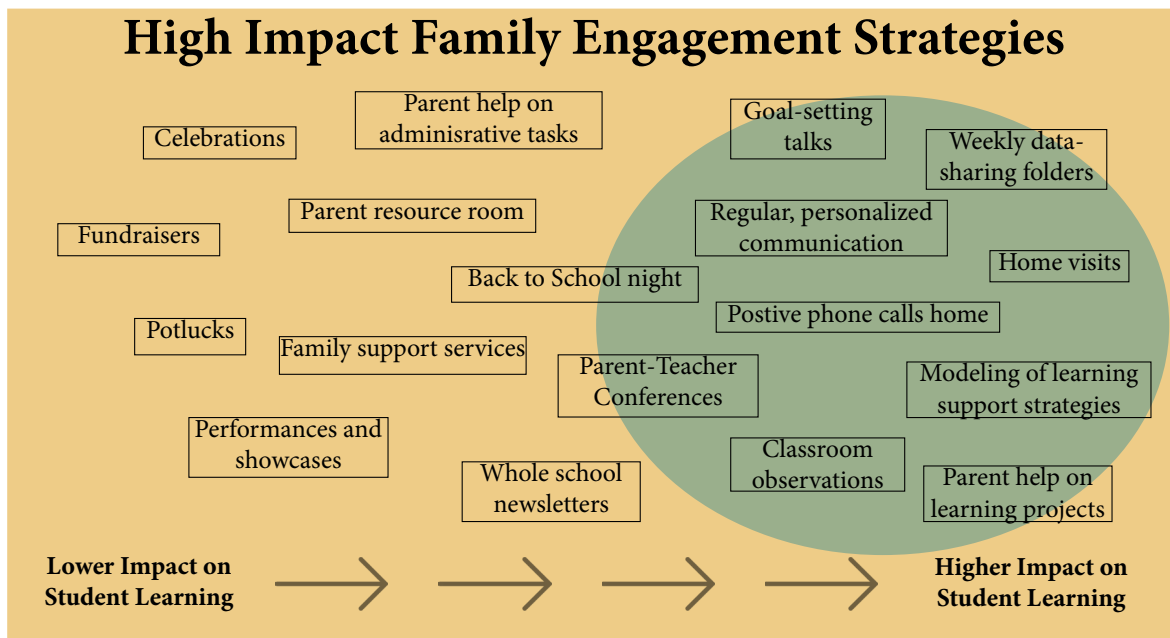 High Impact Family Engagement Strategies
Parent help on
adminisrative tasks
Celebrations
Goal-setting
talks
Weekly data-
sharing folders
Parent resource room
Fundraisers
Regular, personalized
communication
Home visits
Back to School night
Postive phone calls home
Potlucks
Family support services
Parent-Teacher
Conferences
Modeling of learning
support strategies
Performances and
showcases
Classroom
observations
Whole school
newsletters
Parent help on
learning projects
Lower Impact on
Student Learning
Higher Impact on
Student Learning